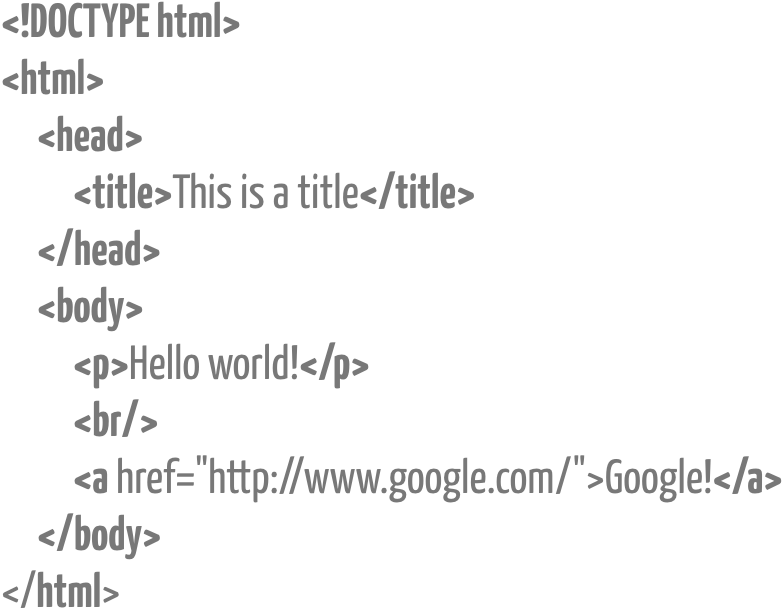 <!DOCTYPE html>
<html>
<head>
<title>This is a title</title>
</head>
<body>
<p>Hello world!</p>
<br/>
<a href="http://www.google.com/">Google!</a>
</body>
</html>